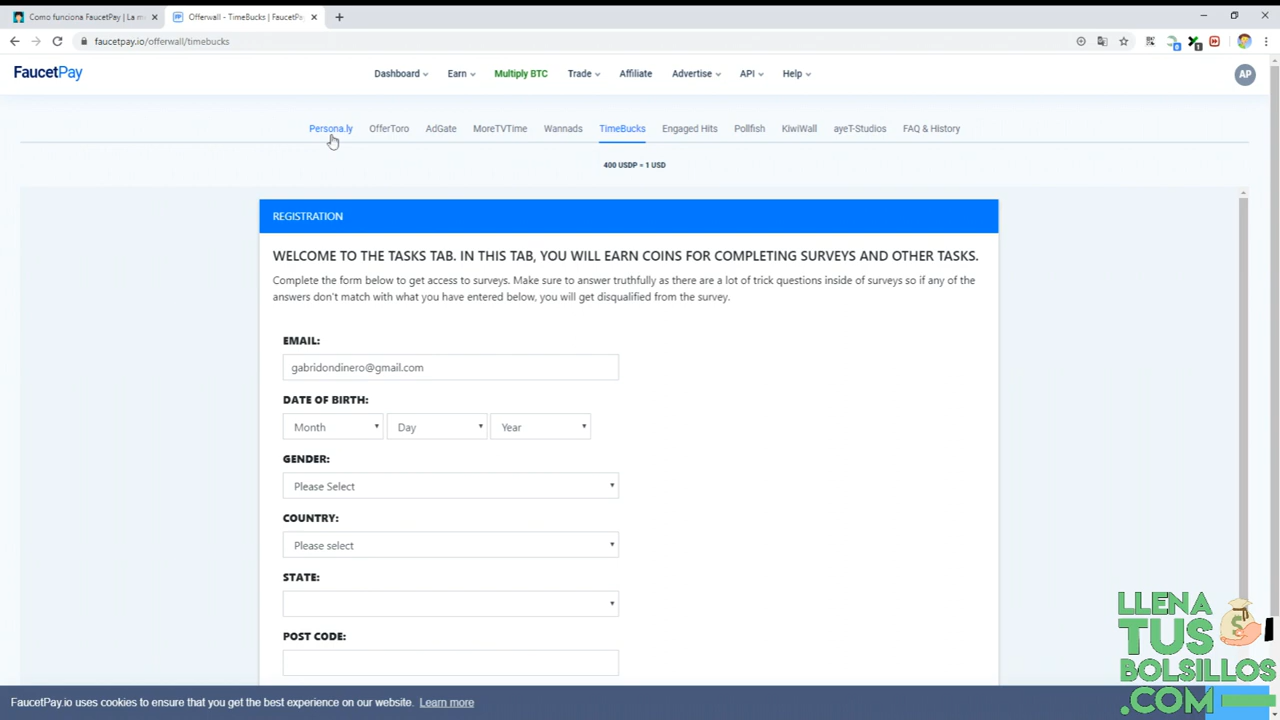 Como funciona FaucetPay | La m
Offerwall - TimeBucks | FaucetP
faucetpay.io/offerwall/timebucks
FaucetPay
Dashboard
Earn
Multiply BTC
Trade
Affiliate
Advertise
API
Help
AP
Persona.ly
OfferToro
AdGate
MoreTVTime
Wannads
TimeBucks
Engaged Hits
Pollfish
KiwiWall
ayeT-Studios
FAQ & History
400 USDP = 1 USD
REGISTRATION
WELCOME TO THE TASKS TAB. IN THIS TAB, YOU WILL EARN COINS FOR COMPLETING SURVEYS AND OTHER TASKS.
Complete the form below to get access to surveys. Make sure to answer truthfully as there are a lot of trick questions inside of surveys so if any of the
answers don't match with what you have entered below, you will get disqualified from the survey.
EMAIL:
gabridondinero@gmail.com
DATE OF BIRTH:
Month
Day
Year
GENDER:
Please Select
COUNTRY:
Please select
STATE:
POST CODE:
LLENA
TUS
BOLSILLOS
.COM
FaucetPay.io uses cookies to ensure that you get the best experience on our website. Learn more